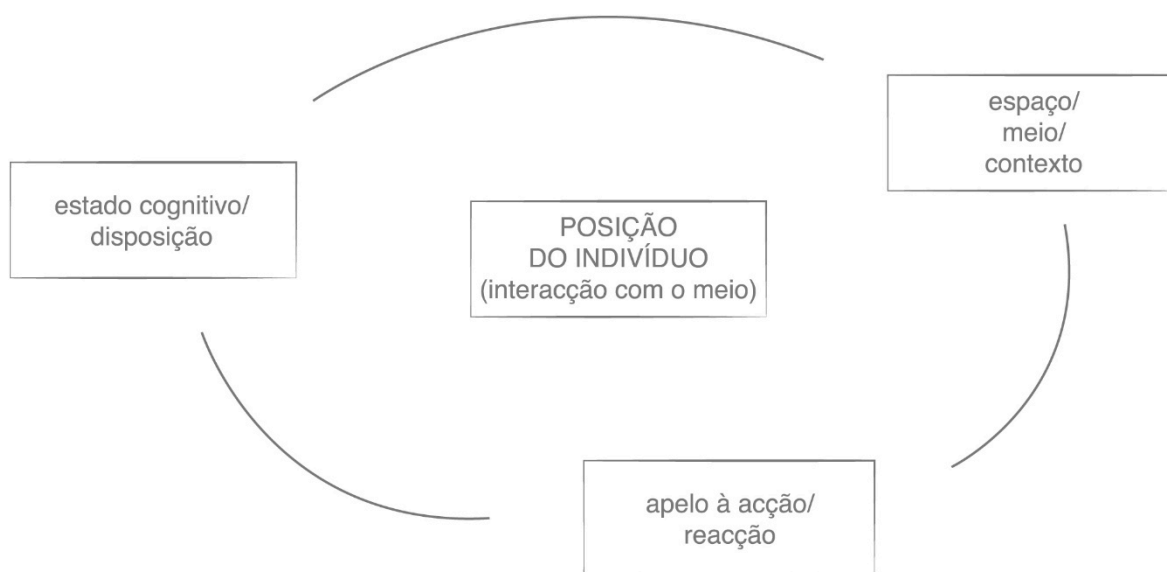 espaço/
meio/
contexto
estado cognitivo/
disposição
POSIÇÃO
DO INDIVÍDUO
(interacção com o meio)
apelo à acção/
reacção